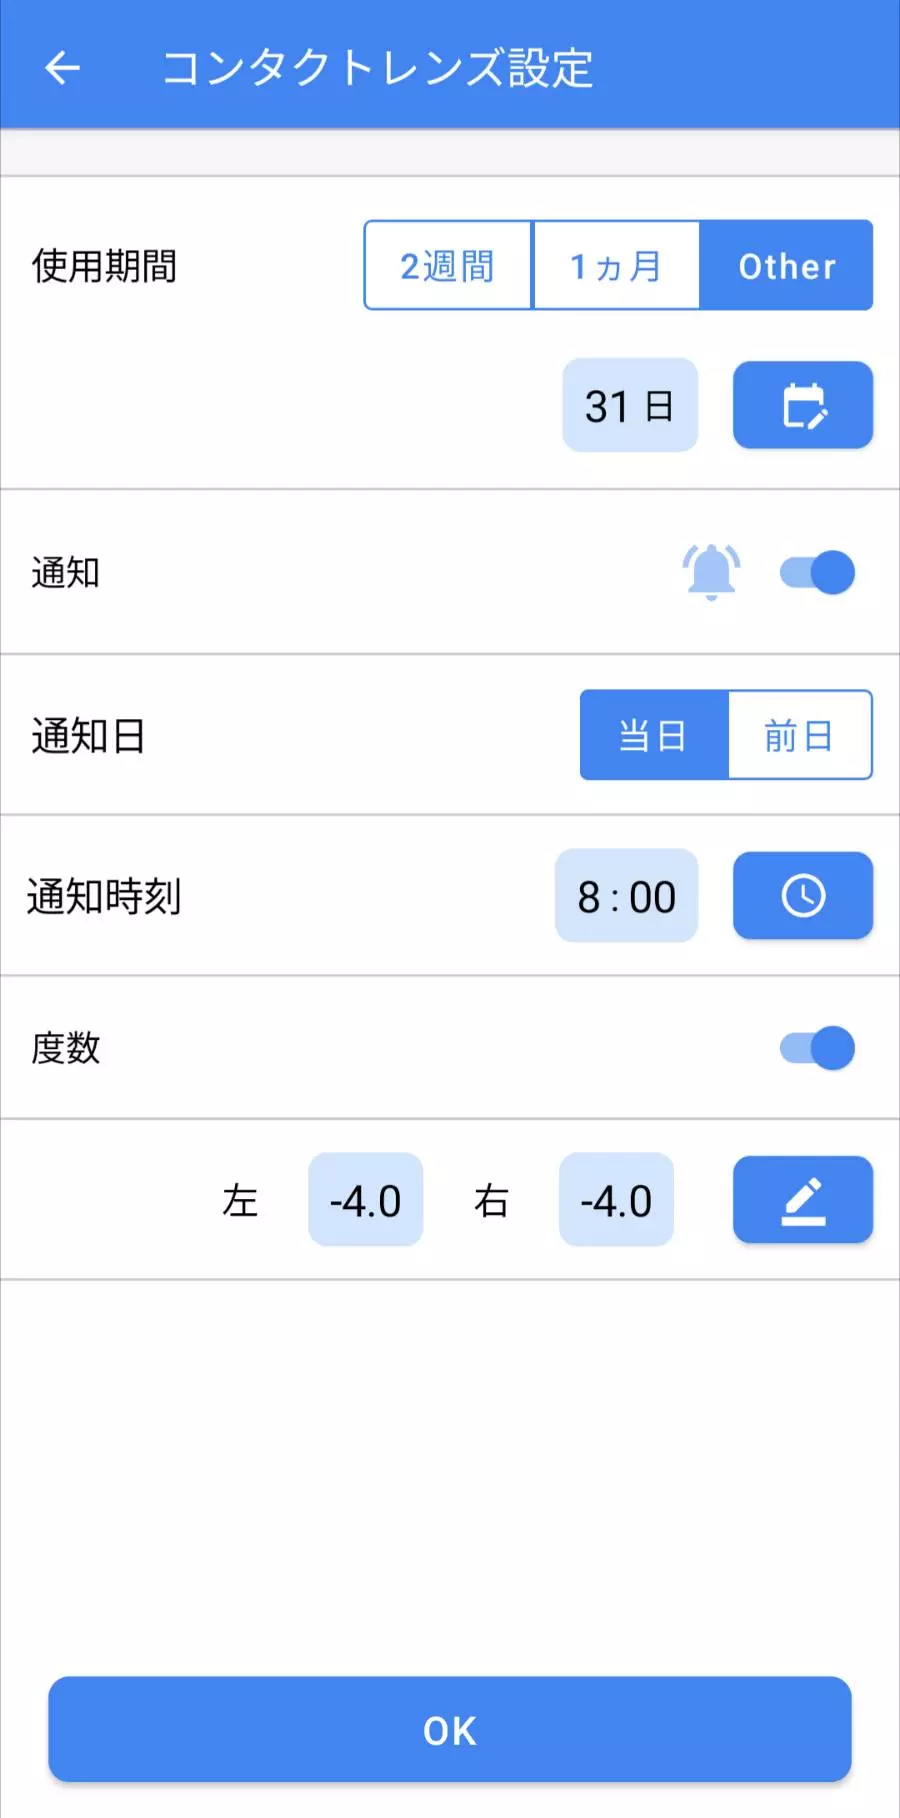 コンタクトレンズ設定
使用期間 2週間 1ヵ月 Other
31 日
通知
通知日 当日 前日
通知時刻 8 : 00
度数
左 -4.0 右 -4.0
OK